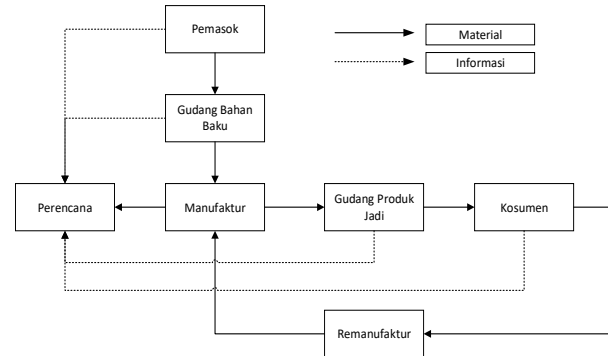 Pemasok
Material
Informasi
Gudang Bahan
Baku
Perencana
Manufaktur
Gudang Produk
Jadi
Kosumen
Remanufaktur